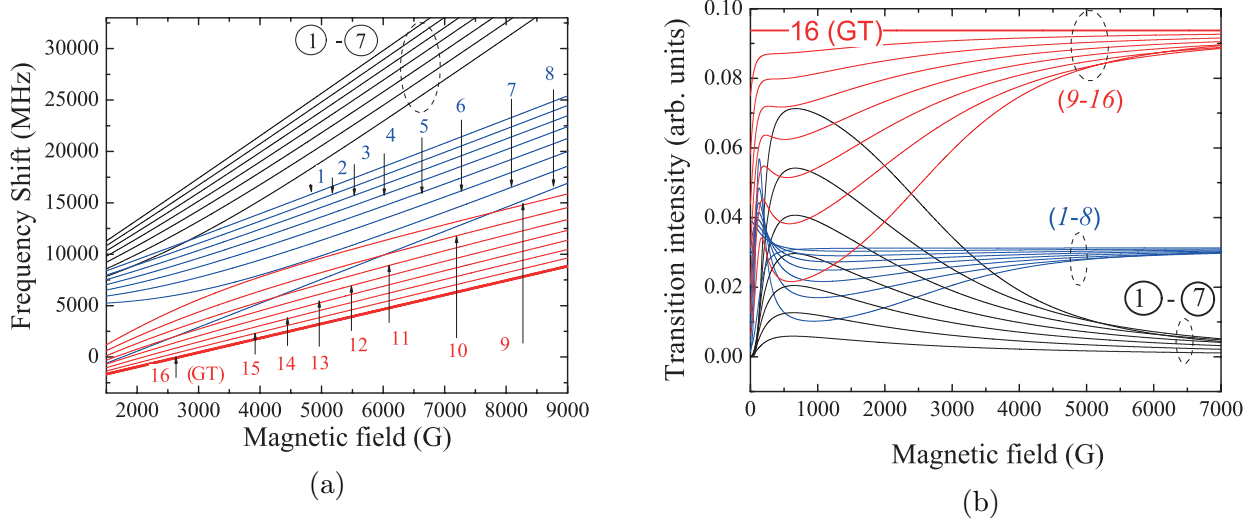 Frequency Shift (MHz)
30000
25000
20000
15000
10000
5000
0
① - ⑦
1
2
3
4
5
6
7
8
16 (GT)
15
14
13
12
11
10
9
2000 3000 4000 5000 6000 7000 8000 9000
Magnetic field (G)
(a)
Transition intensity (arb. units)
0.10
0.08
0.06
0.04
0.02
0.00
16 (GT)
(9-16)
(1-8)
① - ⑦
0 1000 2000 3000 4000 5000 6000 7000
Magnetic field (G)
(b)